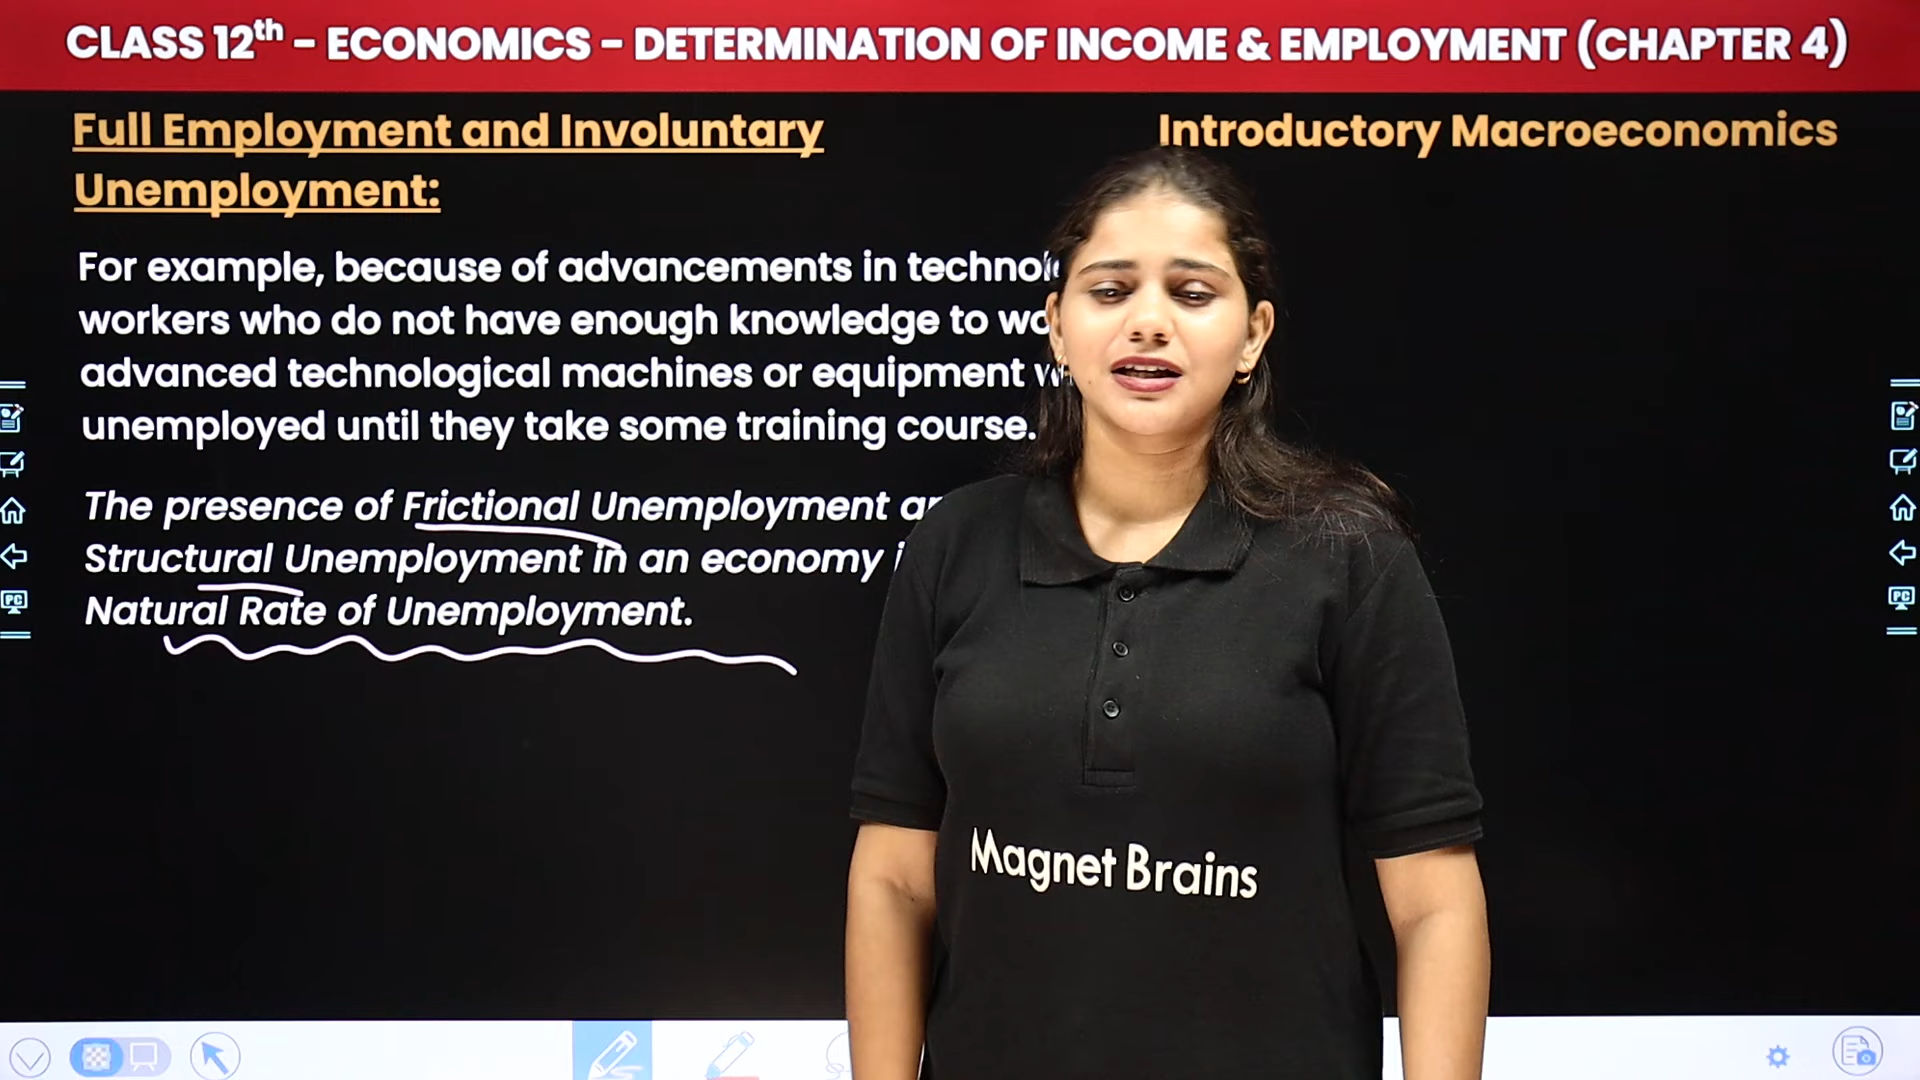 CLASS 12th - ECONOMICS - DETERMINATION OF INCOME & EMPLOYMENT (CHAPTER 4)
Full Employment and Involuntary
Unemployment:
Introductory Macroeconomics
For example, because of advancements in
workers who do not have enough knowledge to
advanced technological machines or equipment
unemployed until they take some training course.
The presence of Frictional Unemployment
Structural Unemployment in an economy
Natural Rate of Unemployment.
Magnet Brains
PC
PC